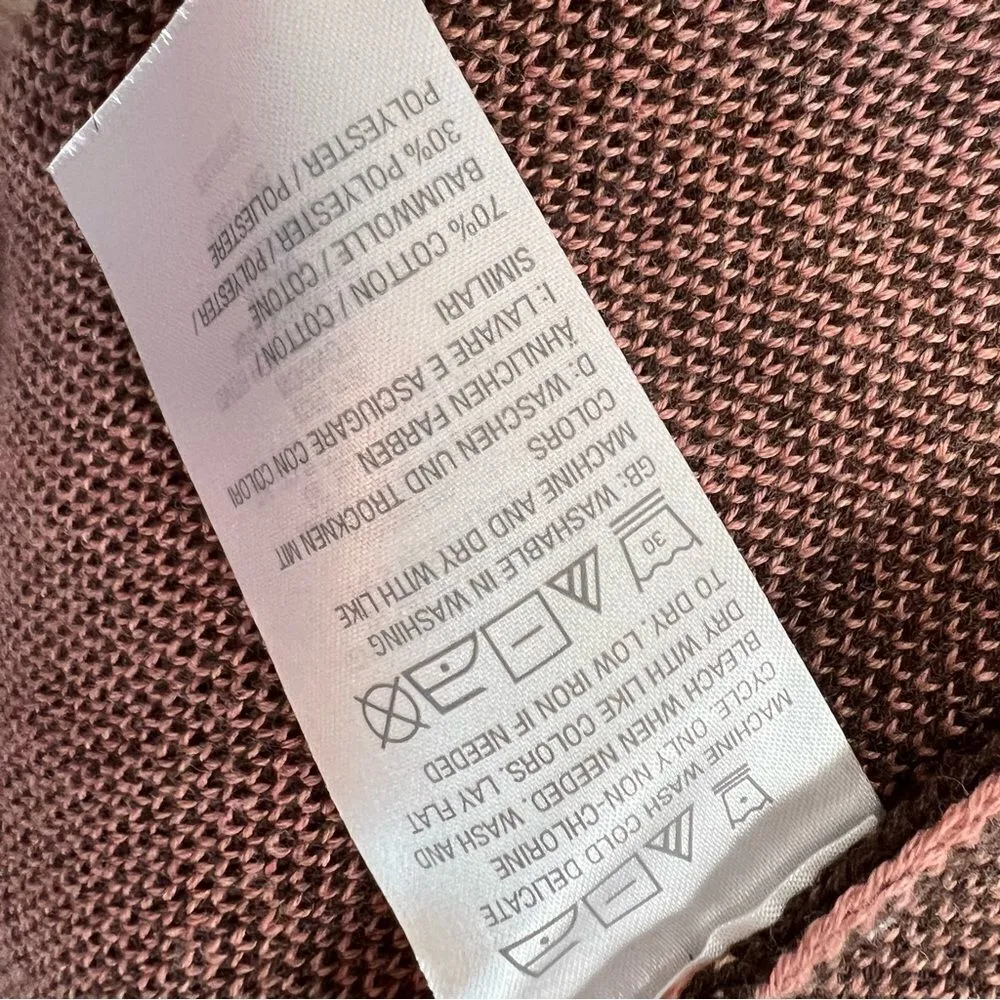 MACHINE WASH COLD DELICATE
CYCLE. ONLY NON-CHLORINE
BLEACH WHEN NEEDED. WASH AND
DRY WITH LIKE COLORS. LAY FLAT
TO DRY. LOW IRON IF NEEDED
30
GB: WASHABLE IN WASHING
MACHINE AND DRY WITH LIKE
COLORS
D: WASCHEN UND TROCKNEN MIT
ÄHNLICHEN FARBEN
I: LAVARE E ASCIUGARE CON COLORI
SIMILARI
70% COTTON / COTTON /
BAUMWOLLE / COTONE
30% POLYESTER / POLYESTER /
POLYESTER / POLIESTERE